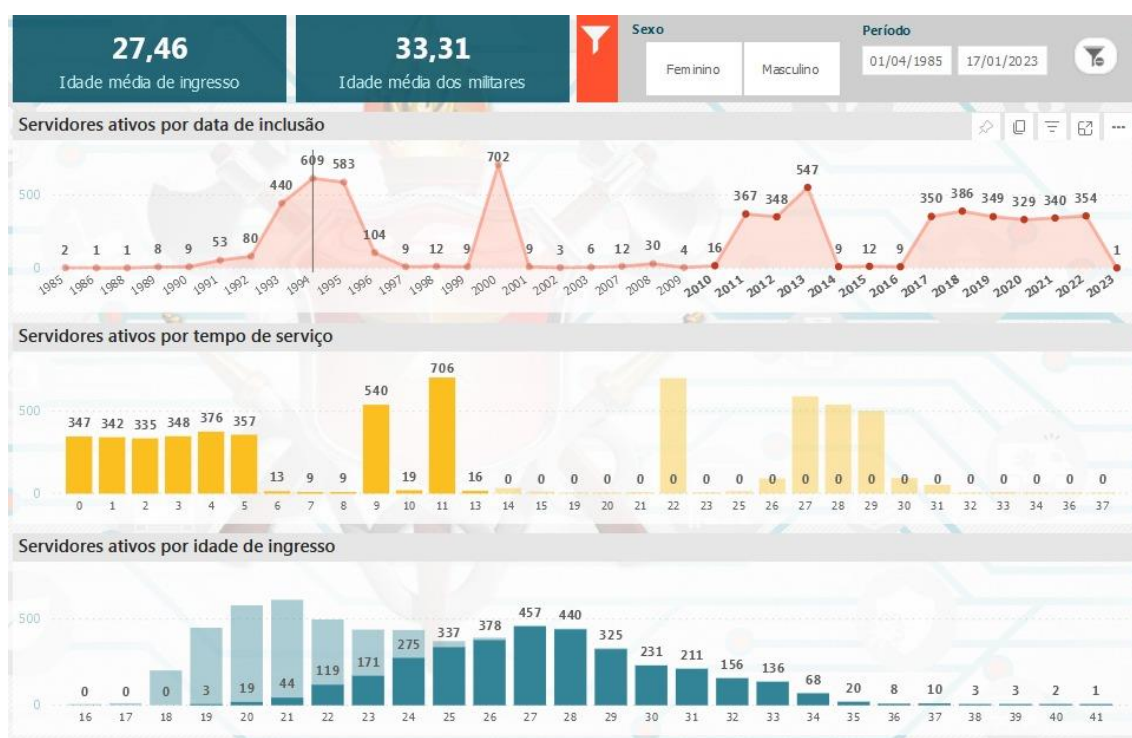 27,46
Idade média de ingresso
33,31
Idade média dos militares
Sexo
Feminino
Masculino
Período
01/04/1985
17/01/2023
Servidores ativos por data de inclusão
500
0
2 1 1 8 9 53 80 440 609 583 104 9 12 9 702 9 3 6 12 30 4 16 367 348 547 9 12 9 350 386 349 329 340 354 1
1985 1986 1988 1989 1990 1991 1992 1993 1994 1995 1996 1997 1998 1999 2000 2001 2002 2003 2007 2008 2009 2010 2011 2012 2013 2014 2015 2016 2017 2018 2019 2020 2021 2022 2023
Servidores ativos por tempo de serviço
500
0
347 342 335 348 376 357 13 9 9 540 19 706 16 0 0 0 0 0 0 0 0 0 0 0 0 0 0 0 0 0 0 0
0 1 2 3 4 5 6 7 8 9 10 11 13 14 15 19 20 21 22 23 25 26 27 28 29 30 31 32 33 34 36 37
Servidores ativos por idade de ingresso
500
0
0 0 0 3 19 44 119 171 275 337 378 457 440 325 231 211 156 136 68 20 8 10 3 3 2 1
16 17 18 19 20 21 22 23 24 25 26 27 28 29 30 31 32 33 34 35 36 37 38 39 40 41